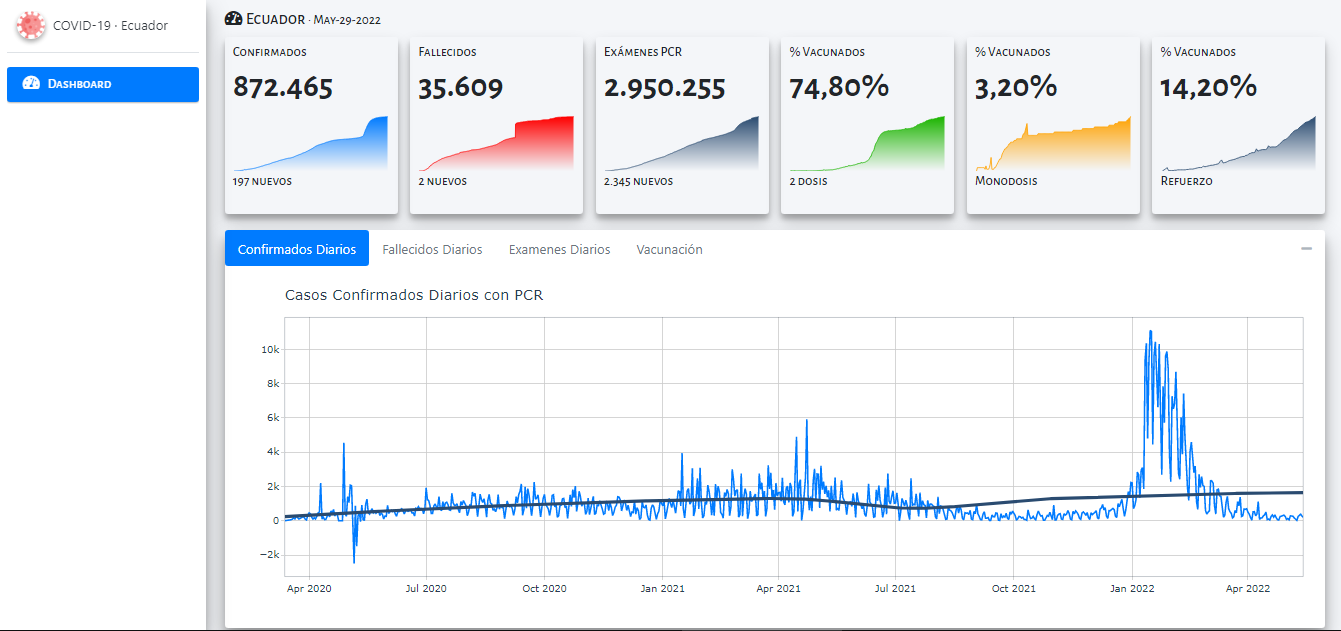 COVID-19 · Ecuador
Dashboard
Ecuador · May-29-2022
Confirmados
872.465
197 nuevos
Fallecidos
35.609
2 nuevos
Exámenes PCR
2.950.255
2.345 nuevos
% Vacunados
74,80%
2 dosis
% Vacunados
3,20%
Monodosis
% Vacunados
14,20%
Refuerzo
Confirmados Diarios Fallecidos Diarios Examenes Diarios Vacunación
Casos Confirmados Diarios con PCR
10k
8k
6k
4k
2k
0
−2k
Apr 2020 Jul 2020 Oct 2020 Jan 2021 Apr 2021 Jul 2021 Oct 2021 Jan 2022 Apr 2022